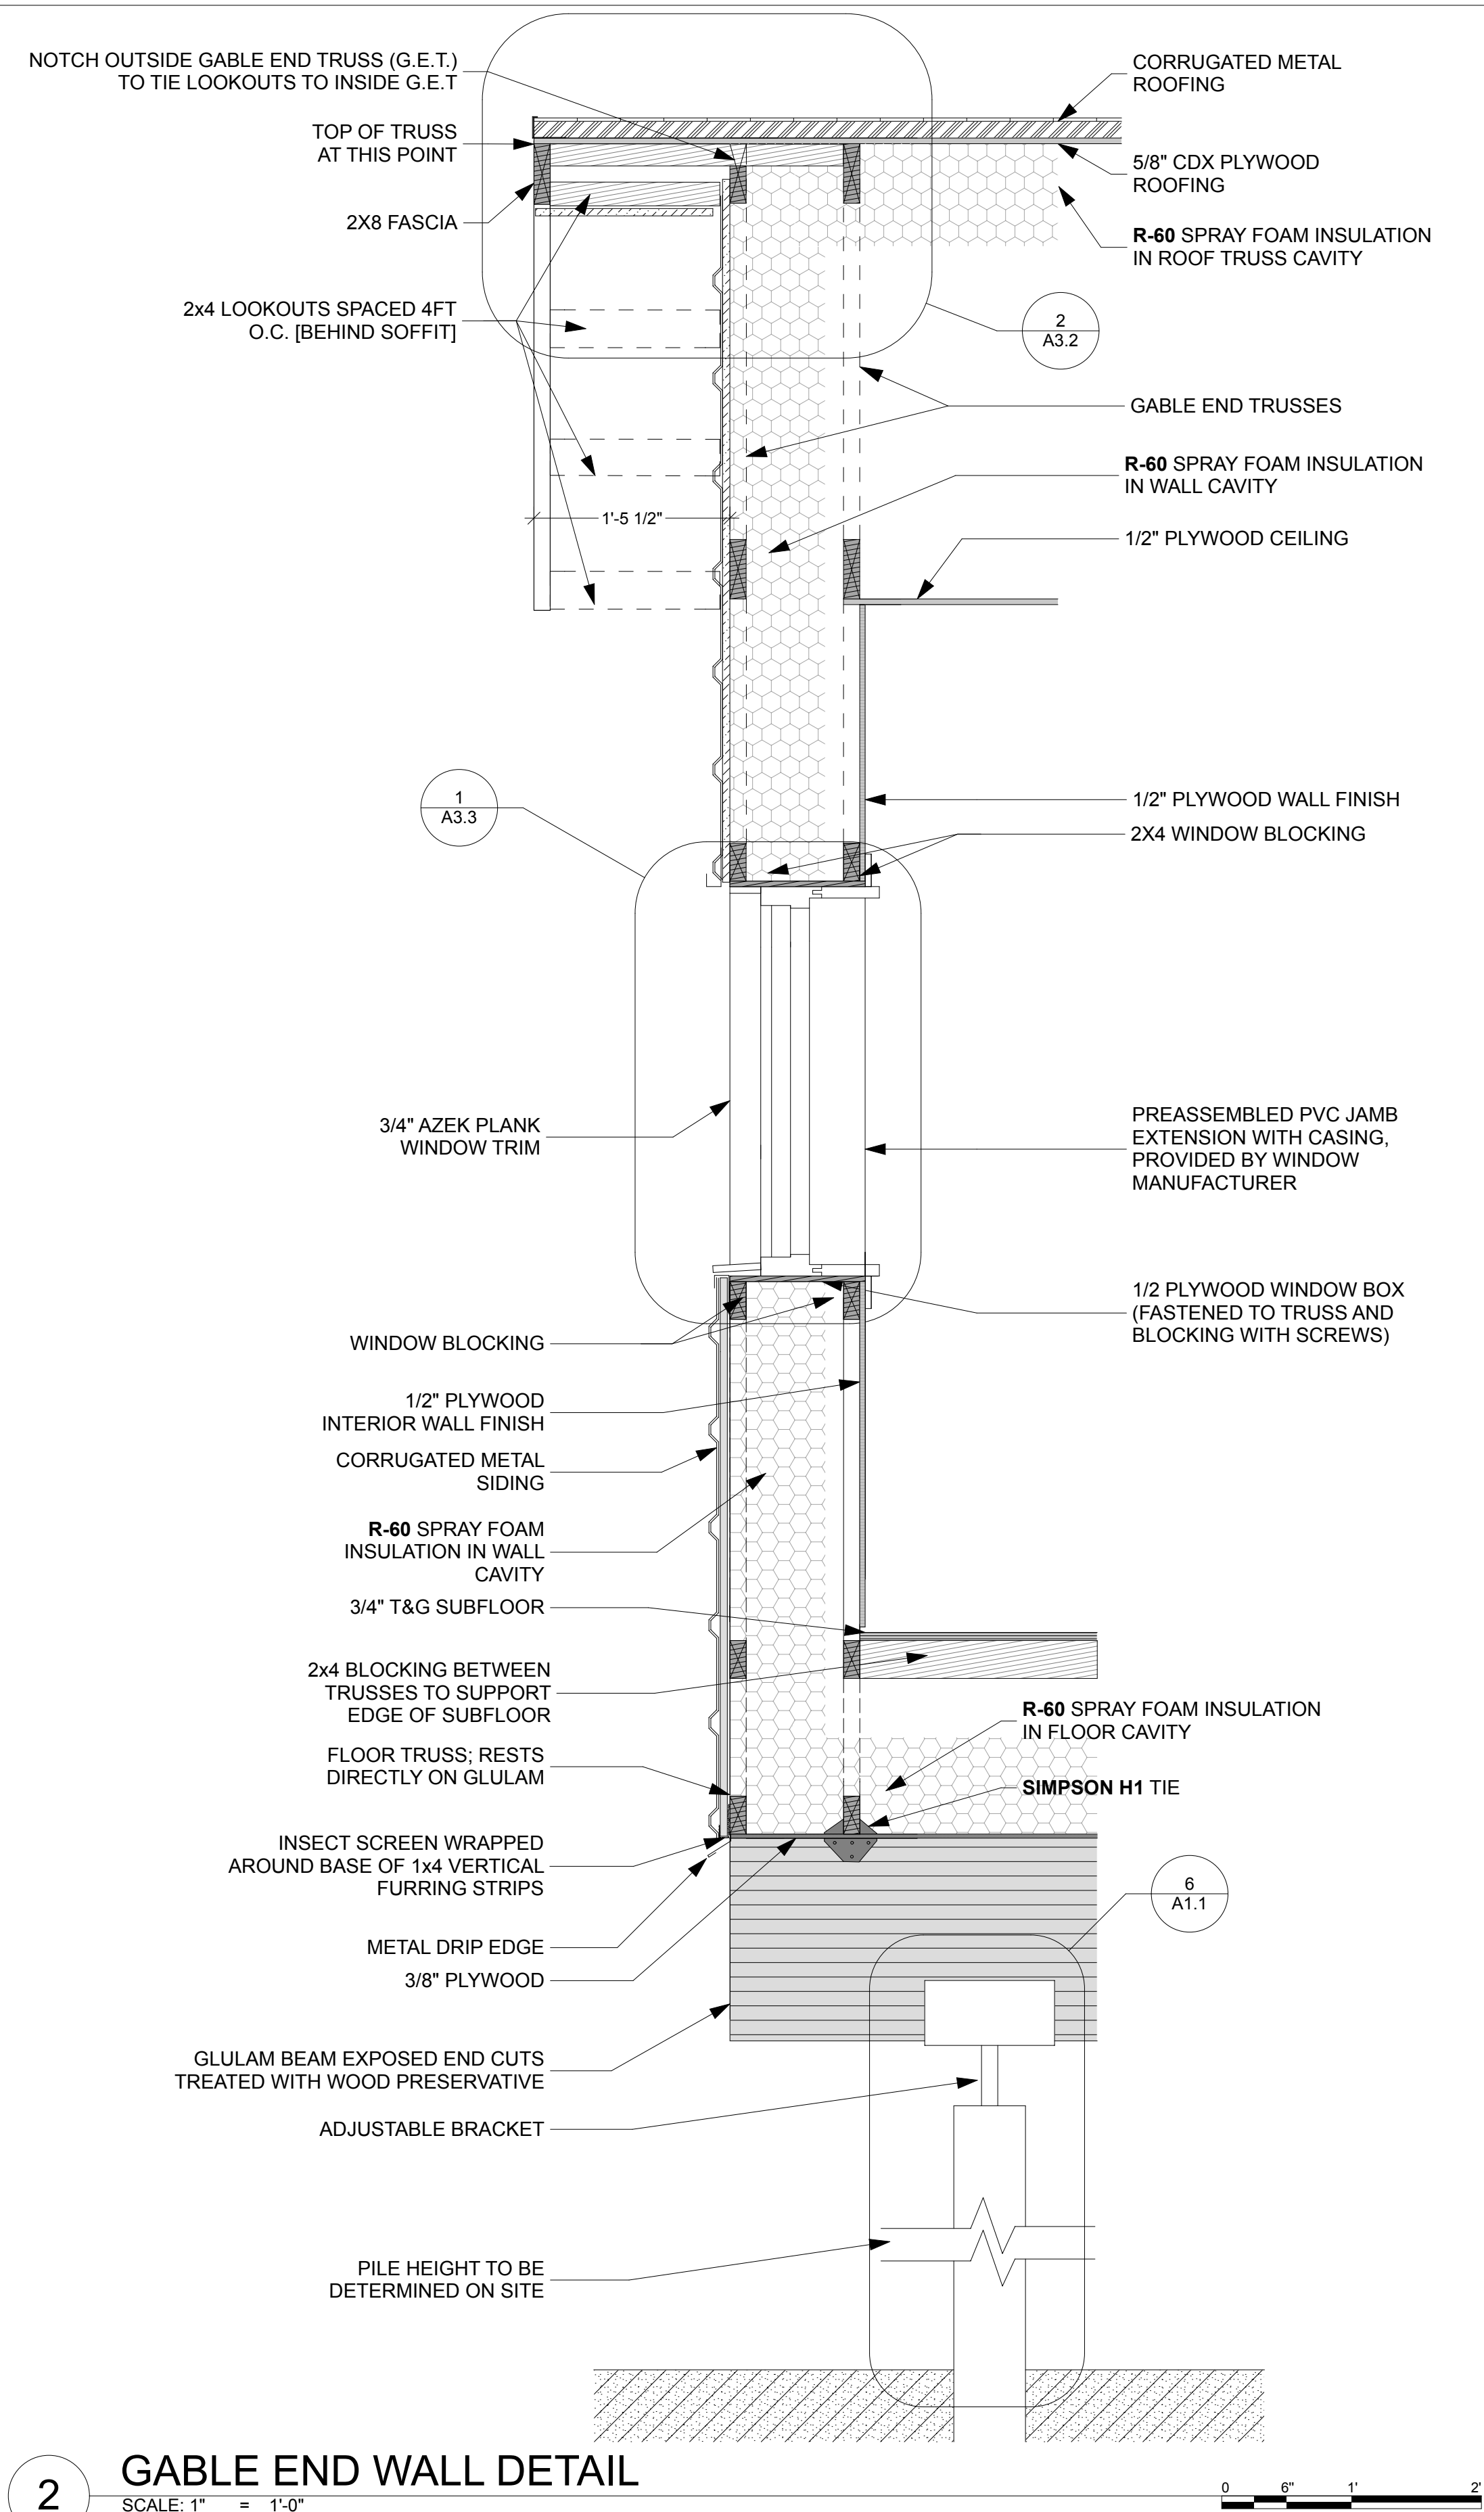 NOTCH OUTSIDE GABLE END TRUSS (G.E.T.)
TO TIE LOOKOUTS TO INSIDE G.E.T
CORRUGATED METAL
ROOFING
TOP OF TRUSS
AT THIS POINT
5/8" CDX PLYWOOD
ROOFING
2X8 FASCIA
R-60 SPRAY FOAM INSULATION
IN ROOF TRUSS CAVITY
2x4 LOOKOUTS SPACED 4FT
O.C. [BEHIND SOFFIT]
2
A3.2
GABLE END TRUSSES
R-60 SPRAY FOAM INSULATION
IN WALL CAVITY
1'-5 1/2"
1/2" PLYWOOD CEILING
1
A3.3
1/2" PLYWOOD WALL FINISH
2X4 WINDOW BLOCKING
3/4" AZEK PLANK
WINDOW TRIM
PREASSEMBLED PVC JAMB
EXTENSION WITH CASING,
PROVIDED BY WINDOW
MANUFACTURER
1/2 PLYWOOD WINDOW BOX
(FASTENED TO TRUSS AND
BLOCKING WITH SCREWS)
WINDOW BLOCKING
1/2" PLYWOOD
INTERIOR WALL FINISH
CORRUGATED METAL
SIDING
R-60 SPRAY FOAM
INSULATION IN WALL
CAVITY
3/4" T&G SUBFLOOR
2x4 BLOCKING BETWEEN
TRUSSES TO SUPPORT
EDGE OF SUBFLOOR
R-60 SPRAY FOAM INSULATION
IN FLOOR CAVITY
FLOOR TRUSS; RESTS
DIRECTLY ON GLULAM
SIMPSON H1 TIE
INSECT SCREEN WRAPPED
AROUND BASE OF 1x4 VERTICAL
FURRING STRIPS
6
A1.1
METAL DRIP EDGE
3/8" PLYWOOD
GLULAM BEAM EXPOSED END CUTS
TREATED WITH WOOD PRESERVATIVE
ADJUSTABLE BRACKET
PILE HEIGHT TO BE
DETERMINED ON SITE
2
GABLE END WALL DETAIL
SCALE: 1" = 1'-0"
0 6" 1' 2'